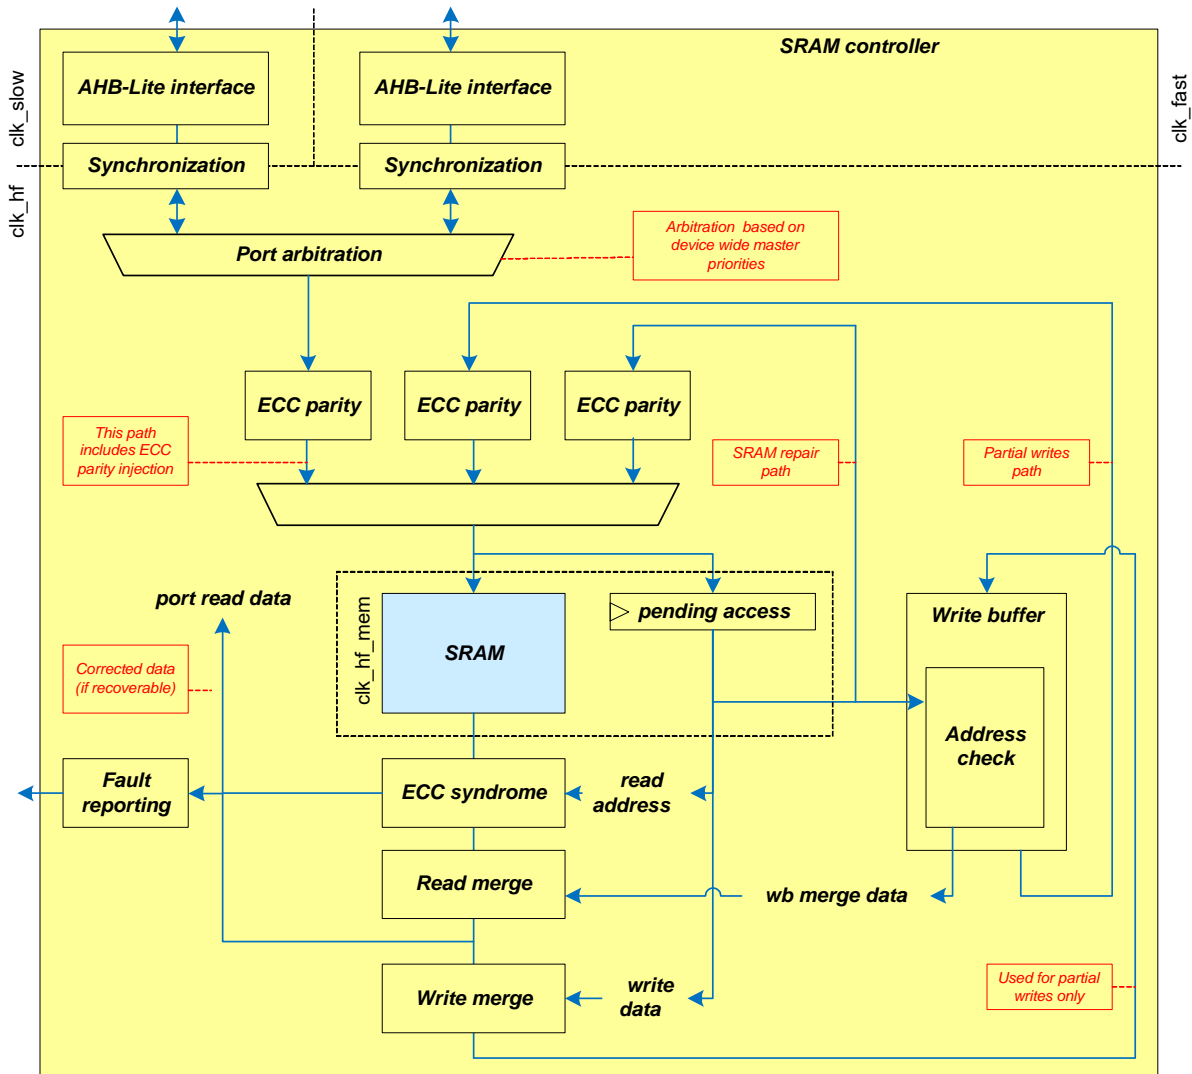 SRAM controller
clk_slow
clk_fast
AHB-Lite interface
AHB-Lite interface
Synchronization
Synchronization
clk_hf
Port arbitration
Arbitration based on
device wide master
priorities
ECC parity
ECC parity
ECC parity
This path
includes ECC
parity injection
SRAM repair
path
Partial writes
path
port read data
clk_hf_mem
SRAM
pending access
Write buffer
Corrected data
(if recoverable)
Address
check
Fault
reporting
ECC syndrome
read
address
Read merge
wb merge data
Write merge
write
data
Used for partial
writes only